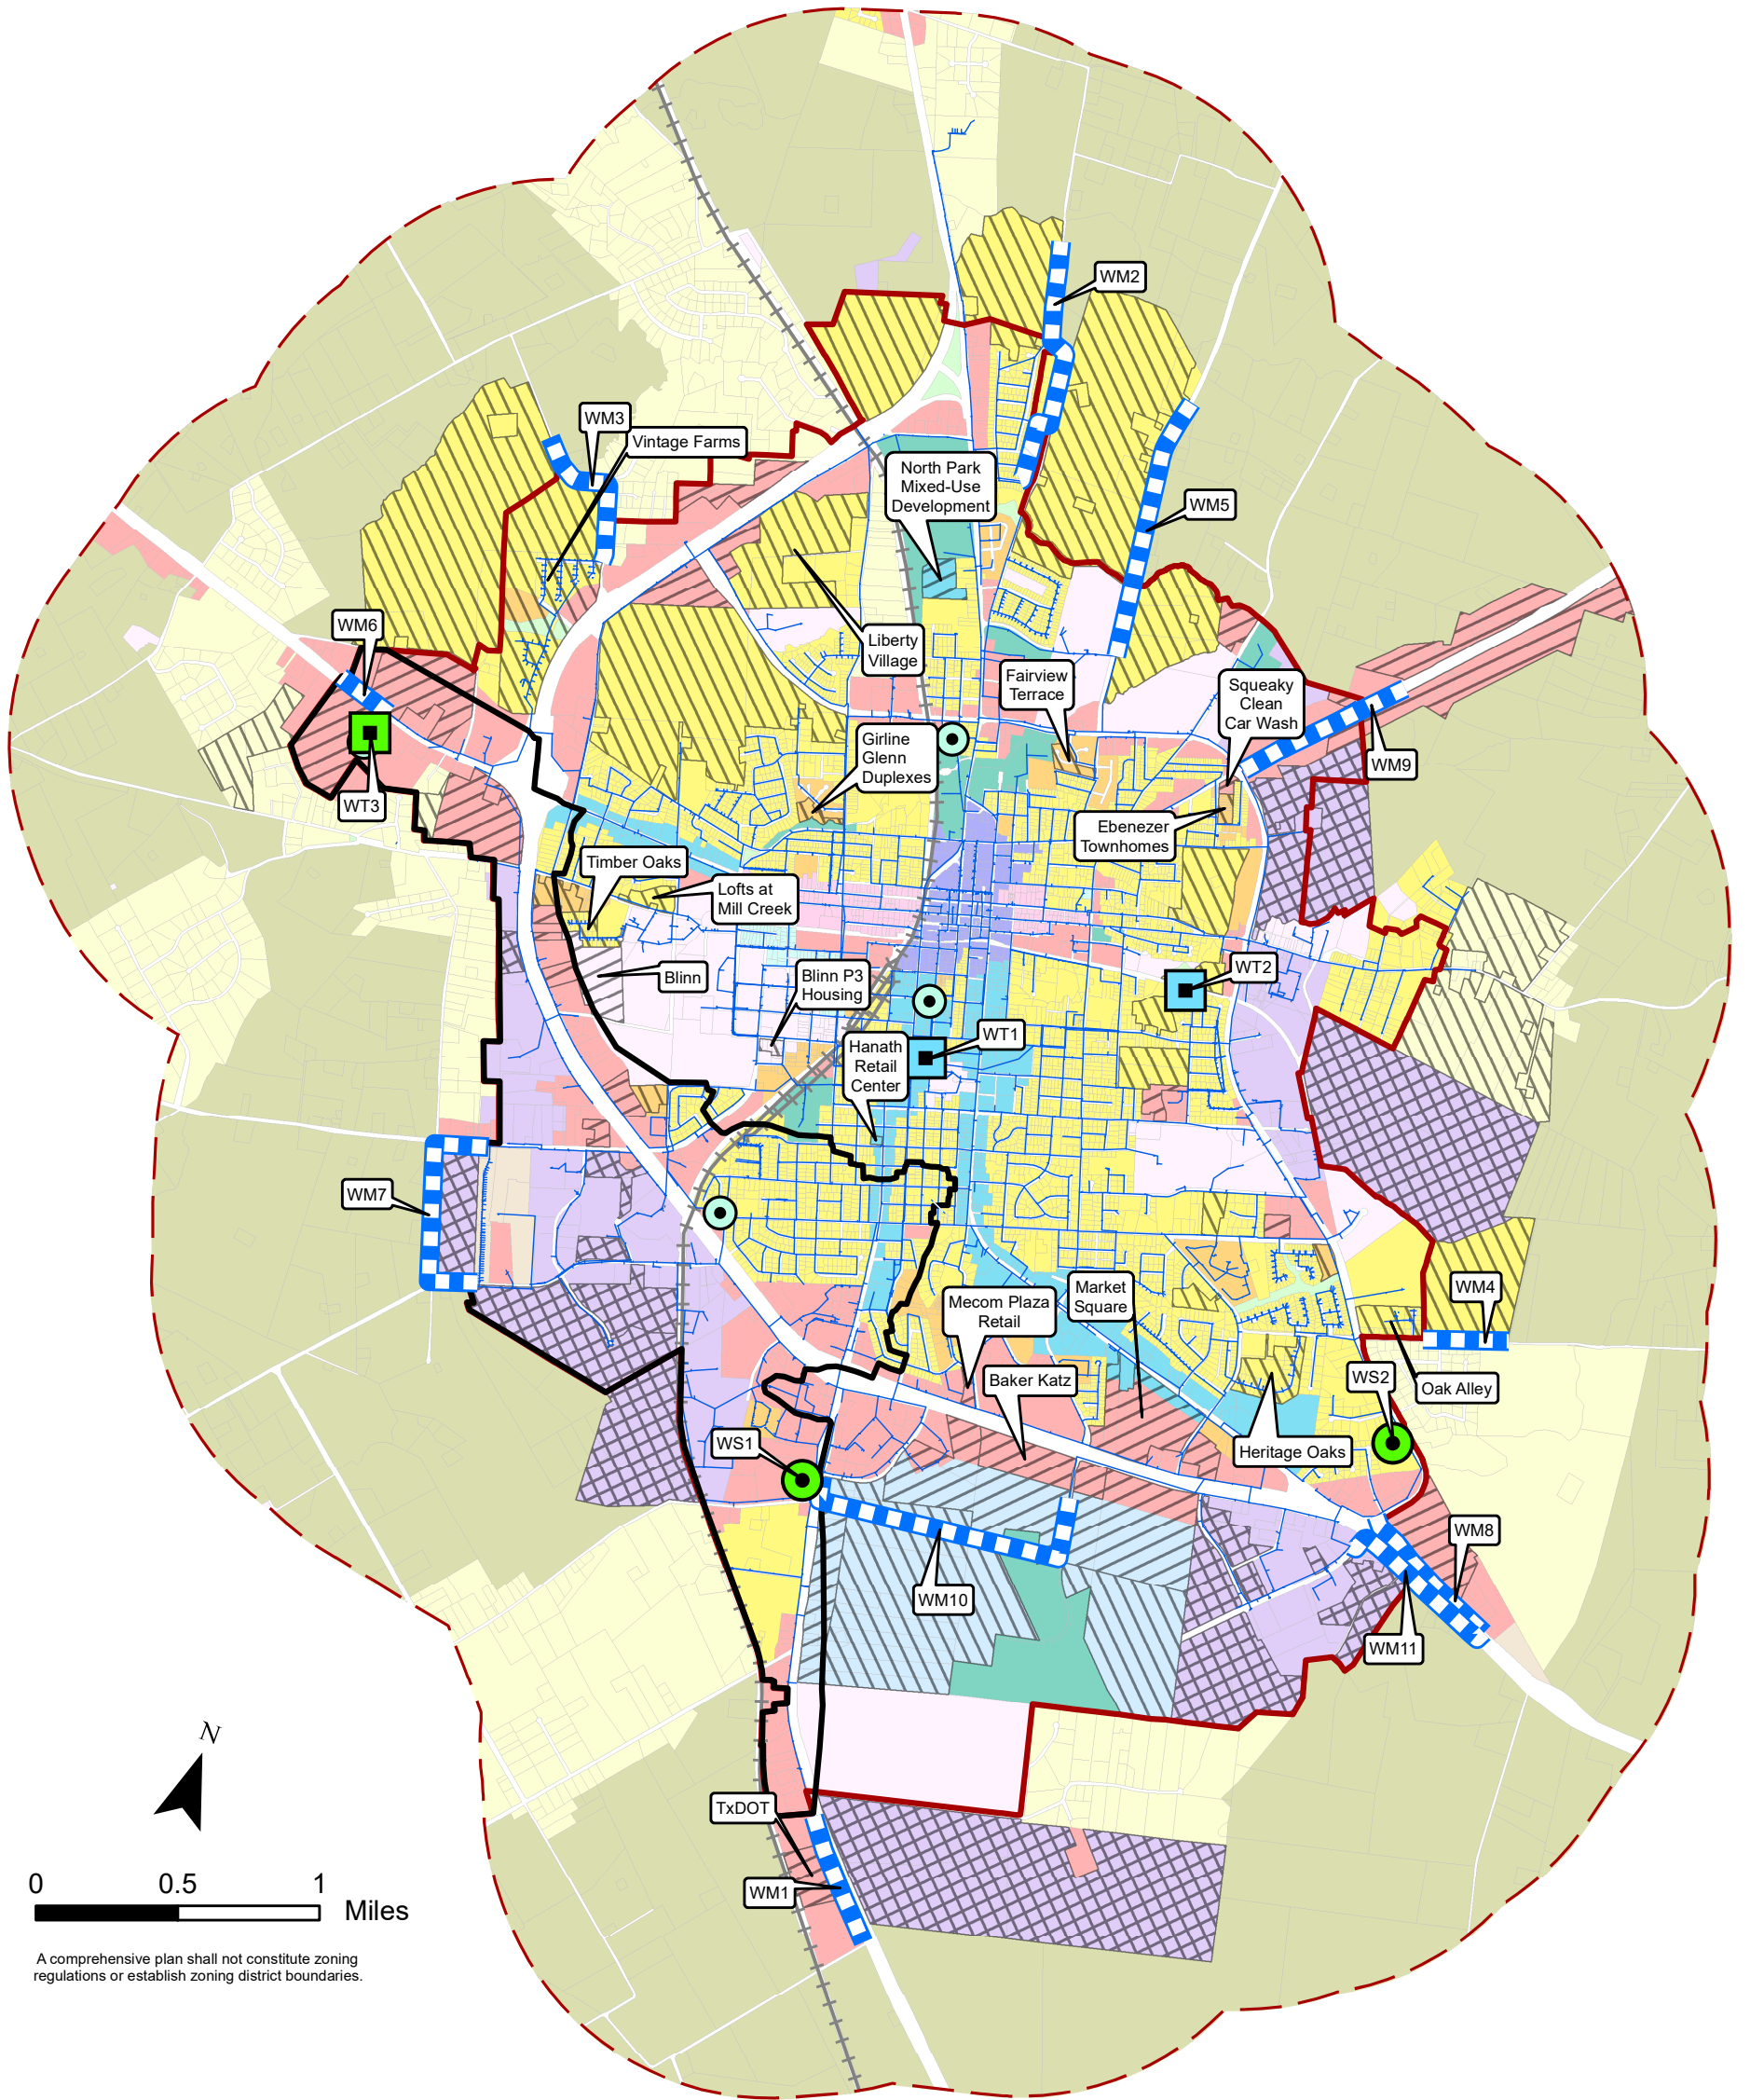 WM2
WM3
Vintage Farms
North Park
Mixed-Use
Development
WM5
WM6
Liberty
Village
Fairview
Terrace
Squeaky
Clean
Car Wash
Girline
Glenn
Duplexes
WM9
WT3
Ebenezer
Townhomes
Timber Oaks
Lofts at
Mill Creek
Blinn
Blinn P3
Housing
WT2
WT1
Hanath
Retail
Center
WM7
Mecom Plaza
Retail
Market
Square
WM4
Baker Katz
WS2
Oak Alley
WS1
Heritage Oaks
WM8
WM10
WM11
N
TxDOT
WM1
0 0.5 1
Miles
A comprehensive plan shall not constitute zoning
regulations or establish zoning district boundaries.